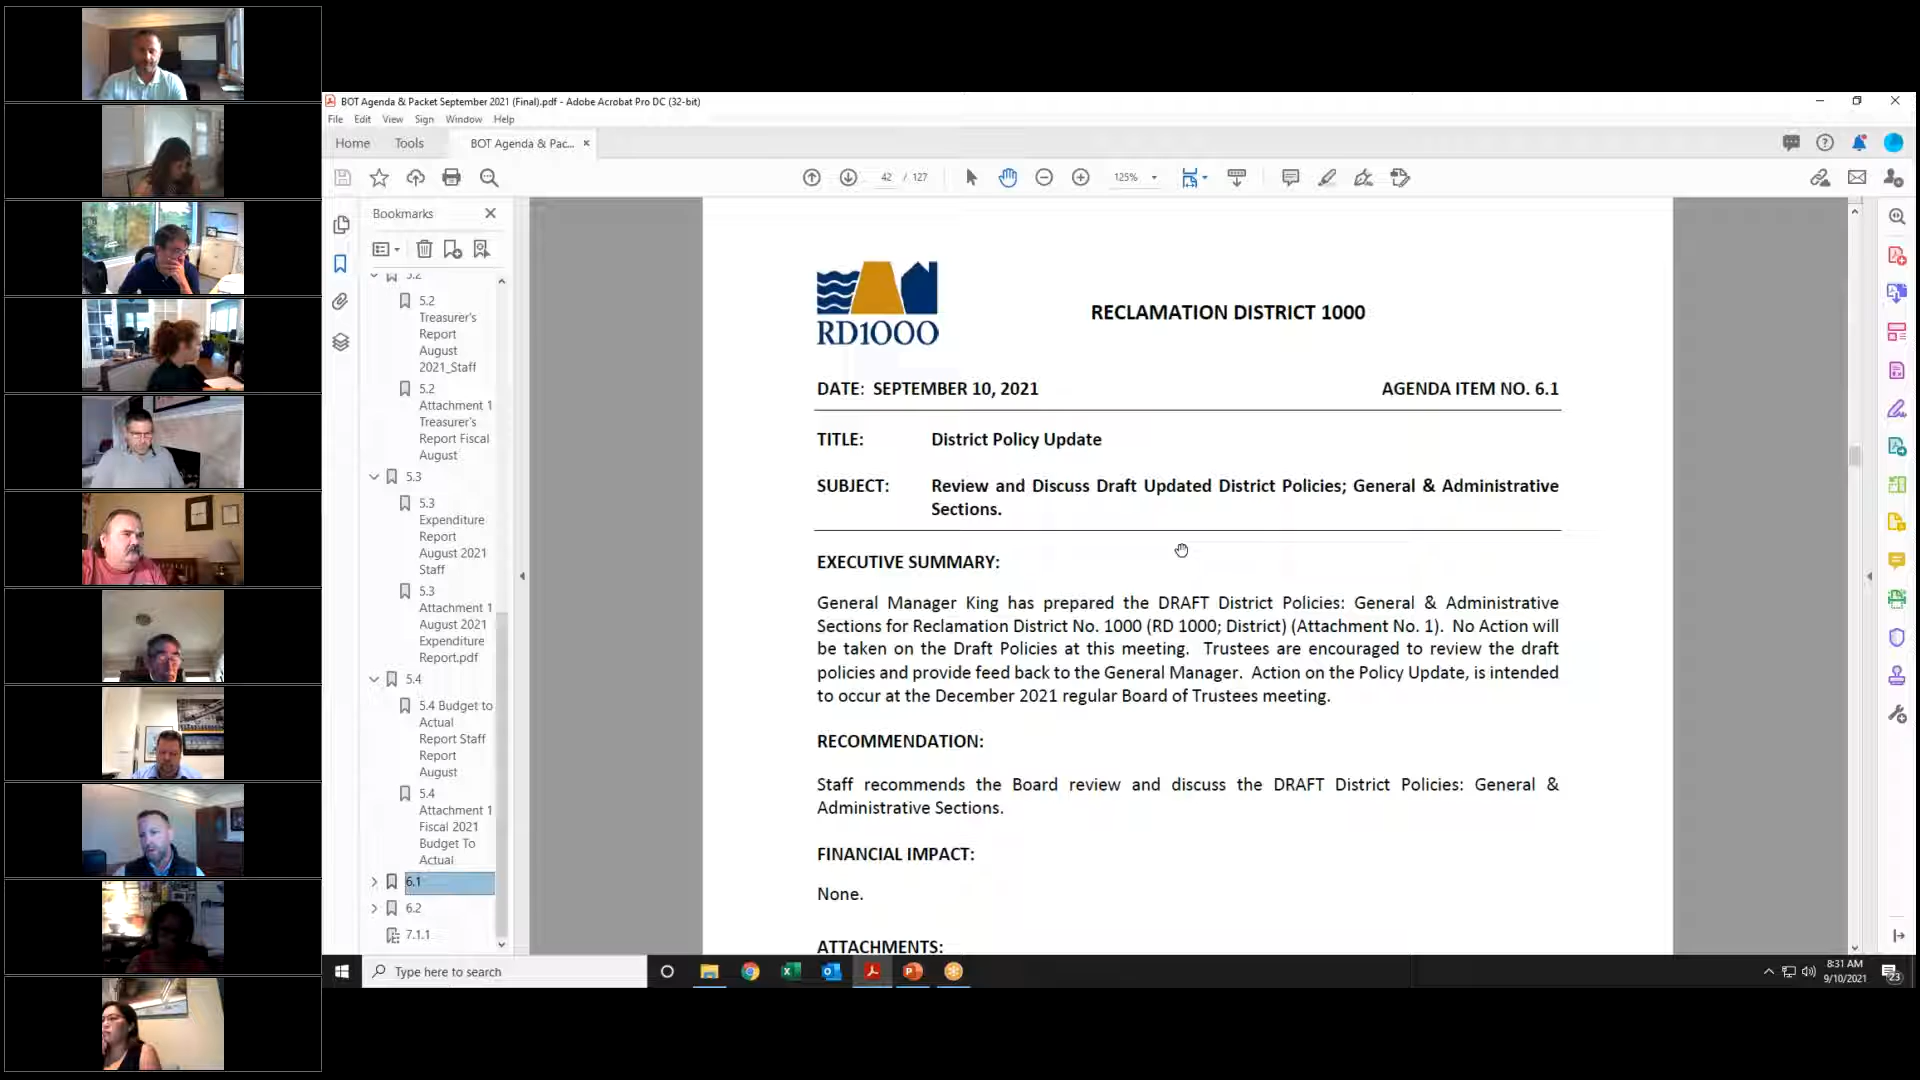 BOT Agenda & Packet September 2021 (Final).pdf - Adobe Acrobat Pro DC (32-bit)
File Edit View Sign Window Help
Home Tools BOT Agenda & Pac... ×
42 / 127 125%
Bookmarks
5.2
5.2
Treasurer's
Report
August
2021_Staff
5.2
Attachment 1
Treasurer's
Report Fiscal
August
5.3
5.3
Expenditure
Report
August 2021
Staff
5.3
Attachment 1
August 2021
Expenditure
Report.pdf
5.4
5.4 Budget to
Actual
Report Staff
Report
August
5.4
Attachment 1
Fiscal 2021
Budget To
Actual
6.1
6.2
7.1.1
RD1000
RECLAMATION DISTRICT 1000
DATE: SEPTEMBER 10, 2021 AGENDA ITEM NO. 6.1
TITLE: District Policy Update
SUBJECT: Review and Discuss Draft Updated District Policies; General & Administrative
Sections.
EXECUTIVE SUMMARY:
General Manager King has prepared the DRAFT District Policies: General & Administrative
Sections for Reclamation District No. 1000 (RD 1000; District) (Attachment No. 1). No Action will
be taken on the Draft Policies at this meeting. Trustees are encouraged to review the draft
policies and provide feed back to the General Manager. Action on the Policy Update, is intended
to occur at the December 2021 regular Board of Trustees meeting.
RECOMMENDATION:
Staff recommends the Board review and discuss the DRAFT District Policies: General &
Administrative Sections.
FINANCIAL IMPACT:
None.
ATTACHMENTS:
Type here to search
8:31 AM
9/10/2021
23